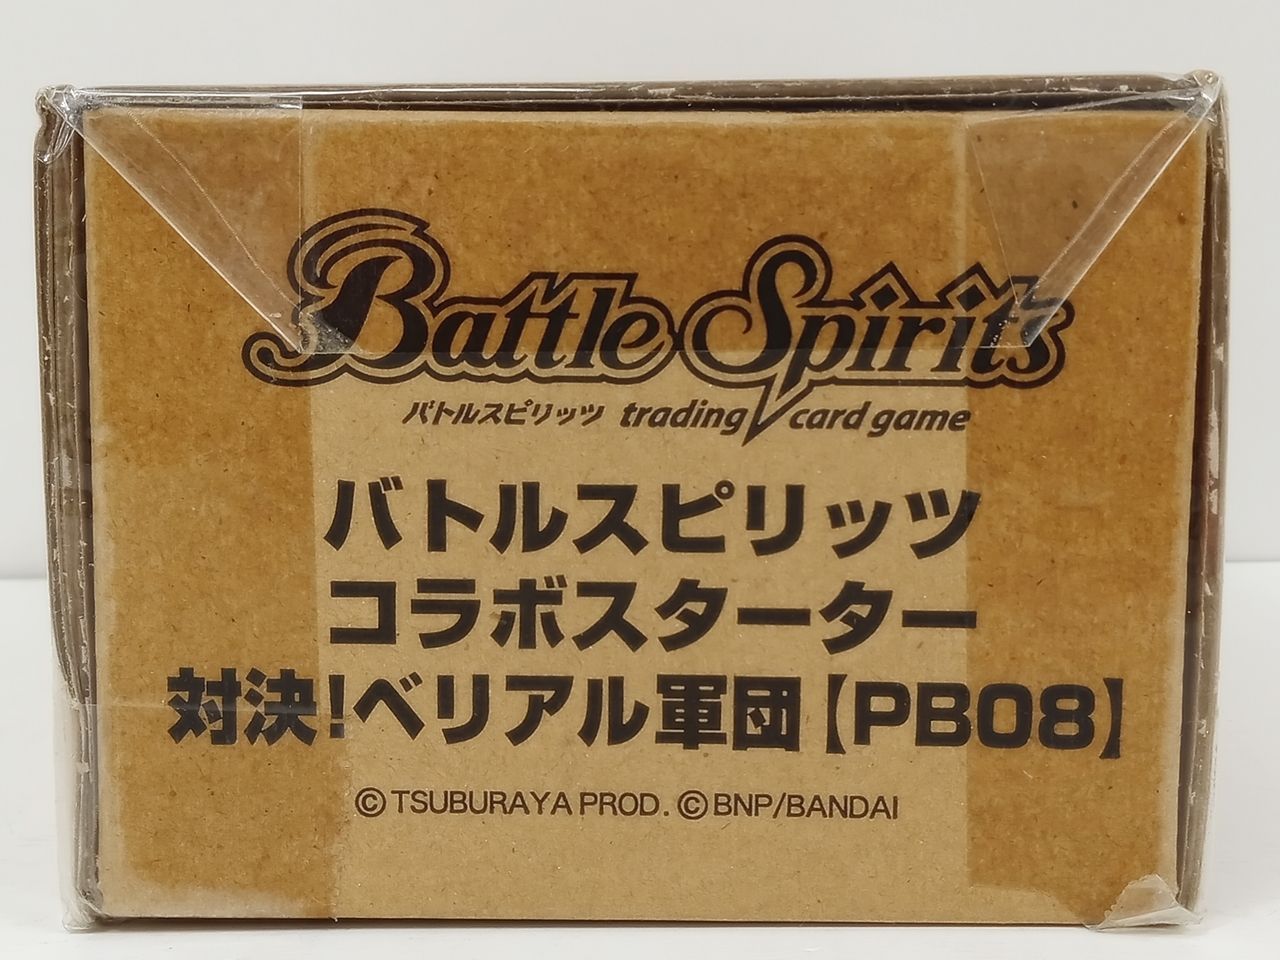 Battle Spirits
バトルスピリッツ trading card game
バトルスピリッツ
コラボスターター
対決!ベリアル軍団【PB08】
©TSUBURAYA PROD. ©BNP/BANDAI